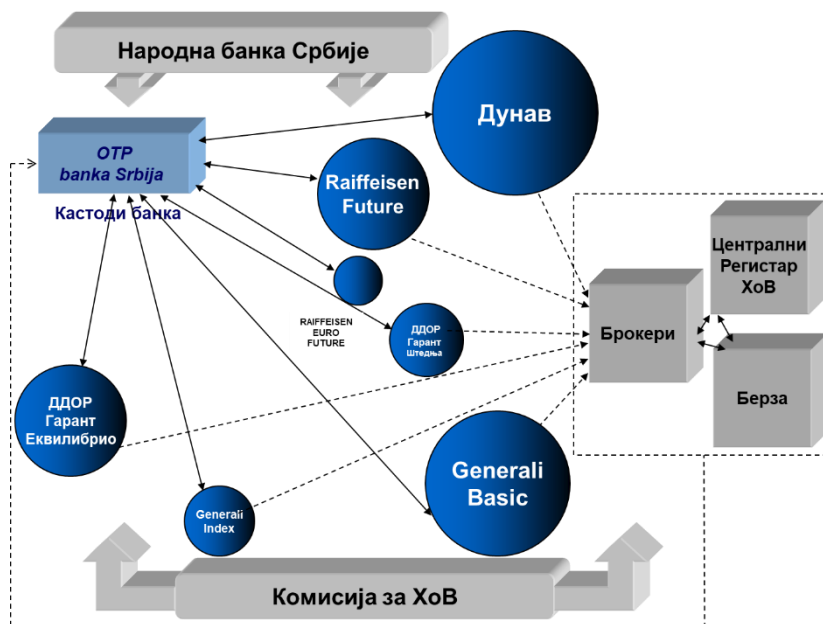 Народна банка Србије
Дунав
OTP
banka Srbija
Кастоди банка
Raiffeisen
Future
Централни
Регистар
ХоВ
RAIFFEISEN
EURO
FUTURE
ДДОР
Гарант
Штедња
Брокери
Берза
ДДОР
Гарант
Еквилибрио
Generali
Basic
Generali
Index
Комисија за ХоВ